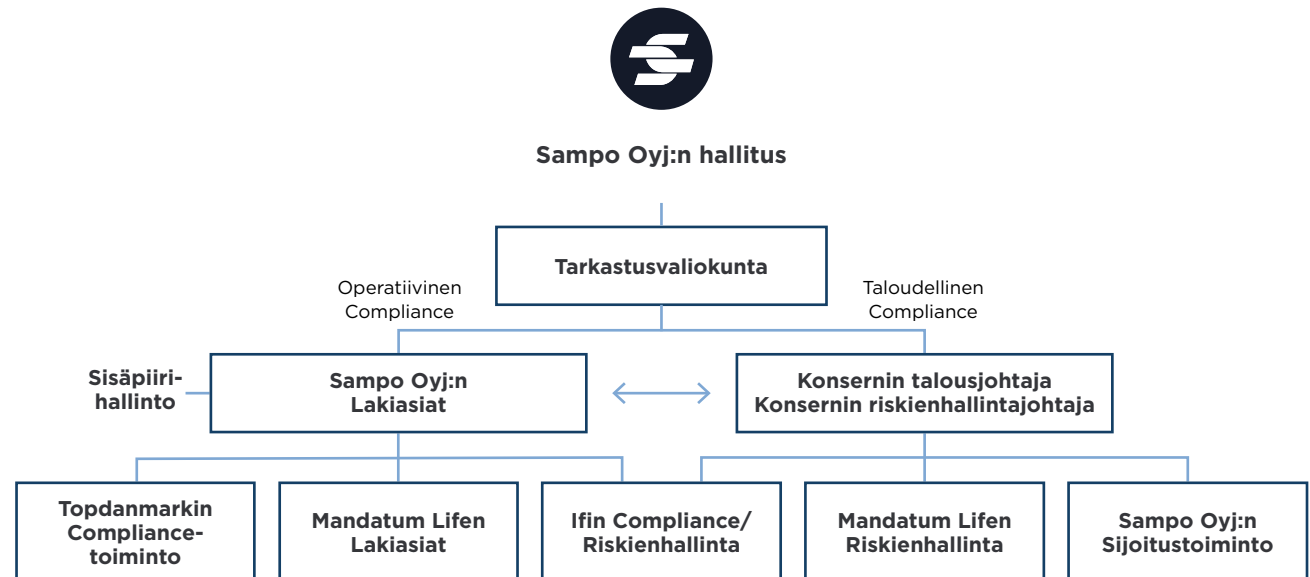 Sampo Oyj:n hallitus
Tarkastusvaliokunta
Operatiivinen
Compliance
Taloudellinen
Compliance
Sisäpiiri-
hallinto
Sampo Oyj:n
Lakiasiat
Konsernin talousjohtaja
Konsernin riskienhallintajohtaja
Topdanmarkin
Compliance-
toiminto
Mandatum Lifen
Lakiasiat
Ifin Compliance/
Riskienhallinta
Mandatum Lifen
Riskienhallinta
Sampo Oyj:n
Sijoitustoiminto